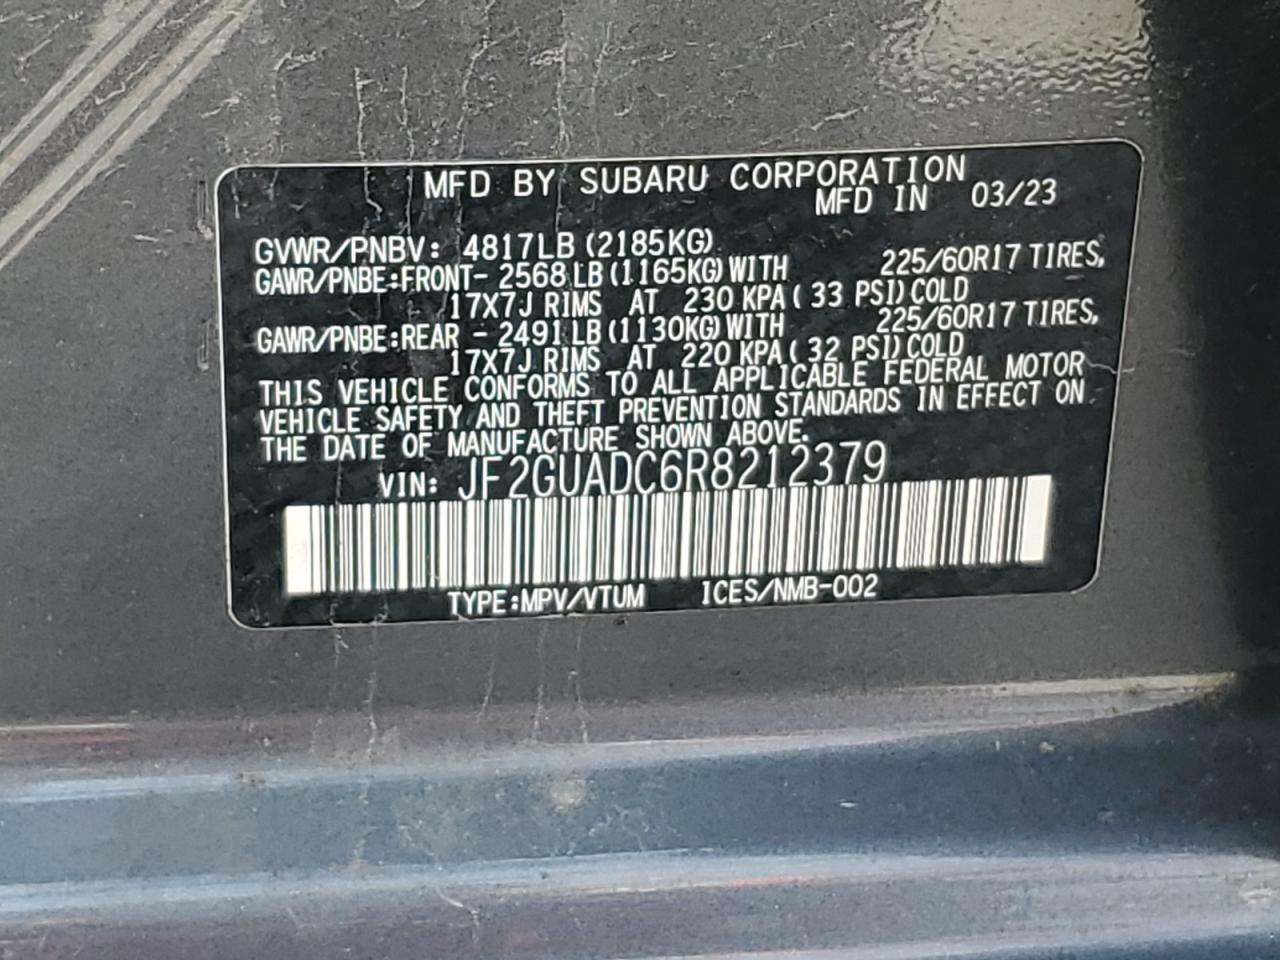 MFD BY SUBARU CORPORATION
MFD IN 03/23
GVWR/PNBV: 4817LB (2185KG)
GAWR/PNBE:FRONT- 2568 LB (1165KG) WITH 225/60R17 TIRES,
17X7J RIMS AT 230 KPA ( 33 PSI) COLD
GAWR/PNBE:REAR - 2491 LB (1130KG) WITH 225/60R17 TIRES,
17X7J RIMS AT 220 KPA ( 32 PSI) COLD
THIS VEHICLE CONFORMS TO ALL APPLICABLE FEDERAL MOTOR
VEHICLE SAFETY AND THEFT PREVENTION STANDARDS IN EFFECT ON
THE DATE OF MANUFACTURE SHOWN ABOVE.
VIN: JF2GUADC6R8212379
TYPE:MPV/VTUM ICES/NMB-002